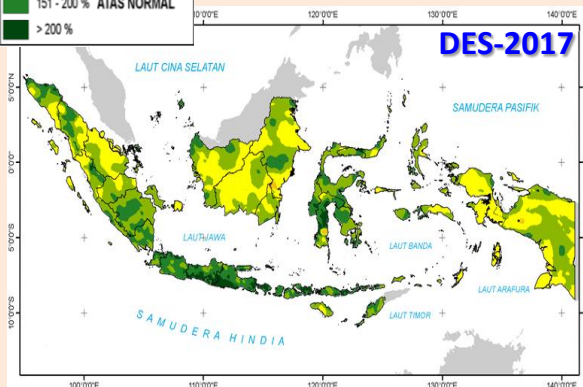 151 - 200 % ATAS NORMAL
> 200 %
DES-2017
120°0'0"E
130°0'0"E
140°0'0"E
LAUT CINA SELATAN
SAMUDERA PASIFIK
5°0'0"N
0°0'0"
LAUT JAWA
LAUT BANDA
5°0'0"S
LAUT ARAFURA
LAUT TIMOR
10°0'0"S
SAMUDERA HINDIA
100°0'0"E
110°0'0"E
120°0'0"E
130°0'0"E
140°0'0"E